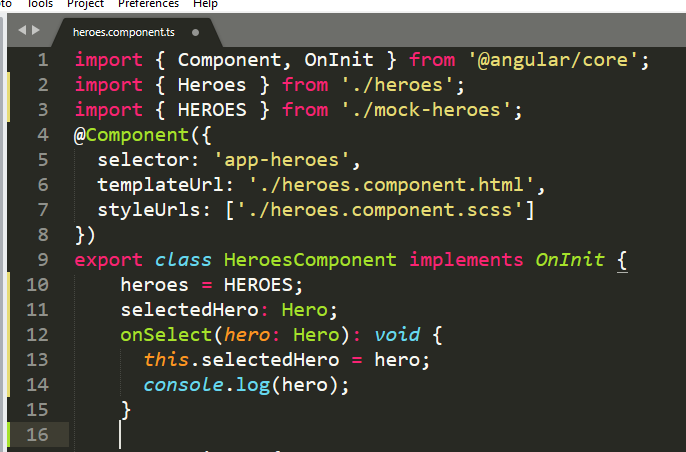 Tools Project Preferences Help
heroes.component.ts
1 import { Component, OnInit } from '@angular/core';
2 import { Heroes } from './heroes';
3 import { HEROES } from './mock-heroes';
4 @Component({
5 selector: 'app-heroes',
6 templateUrl: './heroes.component.html',
7 styleUrls: ['./heroes.component.scss']
8 })
9 export class HeroesComponent implements OnInit {
10 heroes = HEROES;
11 selectedHero: Hero;
12 onSelect(hero: Hero): void {
13 this.selectedHero = hero;
14 console.log(hero);
15 }
16